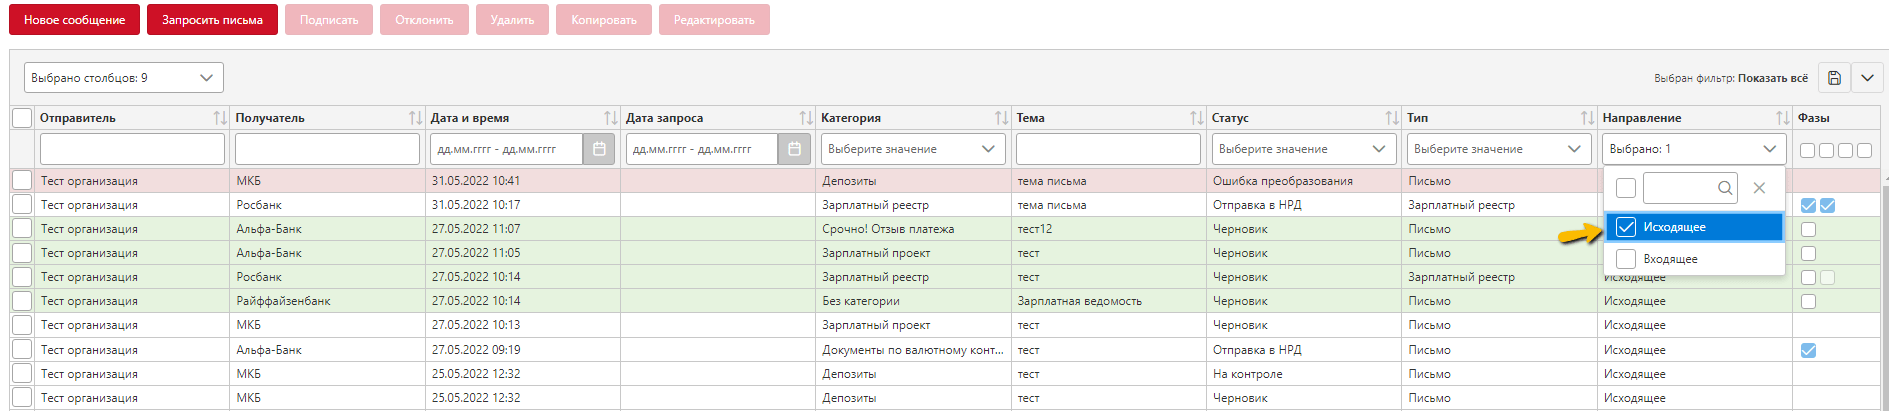 Новое сообщение Запросить письма Подписать Отклонить Удалить Копировать Редактировать
Выбрано столбцов: 9 Выбран фильтр: Показать всё
Отправитель Получатель Дата и время Дата запроса Категория Тема Статус Тип Направление Фазы
дд.мм.гггг - дд.мм.гггг дд.мм.гггг - дд.мм.гггг Выберите значение Выберите значение Выберите значение Выбрано: 1
Тест организация МКБ 31.05.2022 10:41 Депозиты тема письма Ошибка преобразования Письмо
Тест организация Росбанк 31.05.2022 10:17 Зарплатный реестр тема письма Отправка в НРД Зарплатный реестр
Тест организация Альфа-Банк 27.05.2022 11:07 Срочно! Отзыв платежа тест12 Черновик Письмо Исходящее
Тест организация Альфа-Банк 27.05.2022 11:05 Зарплатный проект тест Черновик Письмо Входящее
Тест организация Росбанк 27.05.2022 10:14 Зарплатный реестр тест Черновик Зарплатный реестр Исходящее
Тест организация Райффайзенбанк 27.05.2022 10:14 Без категории Зарплатная ведомость Черновик Письмо Исходящее
Тест организация МКБ 27.05.2022 10:13 Зарплатный проект тест Черновик Письмо Исходящее
Тест организация Альфа-Банк 27.05.2022 09:19 Документы по валютному конт... тест Отправка в НРД Письмо Исходящее
Тест организация МКБ 25.05.2022 12:32 Депозиты тест На контроле Письмо Исходящее
Тест организация МКБ 25.05.2022 12:32 Депозиты тест Черновик Письмо Исходящее